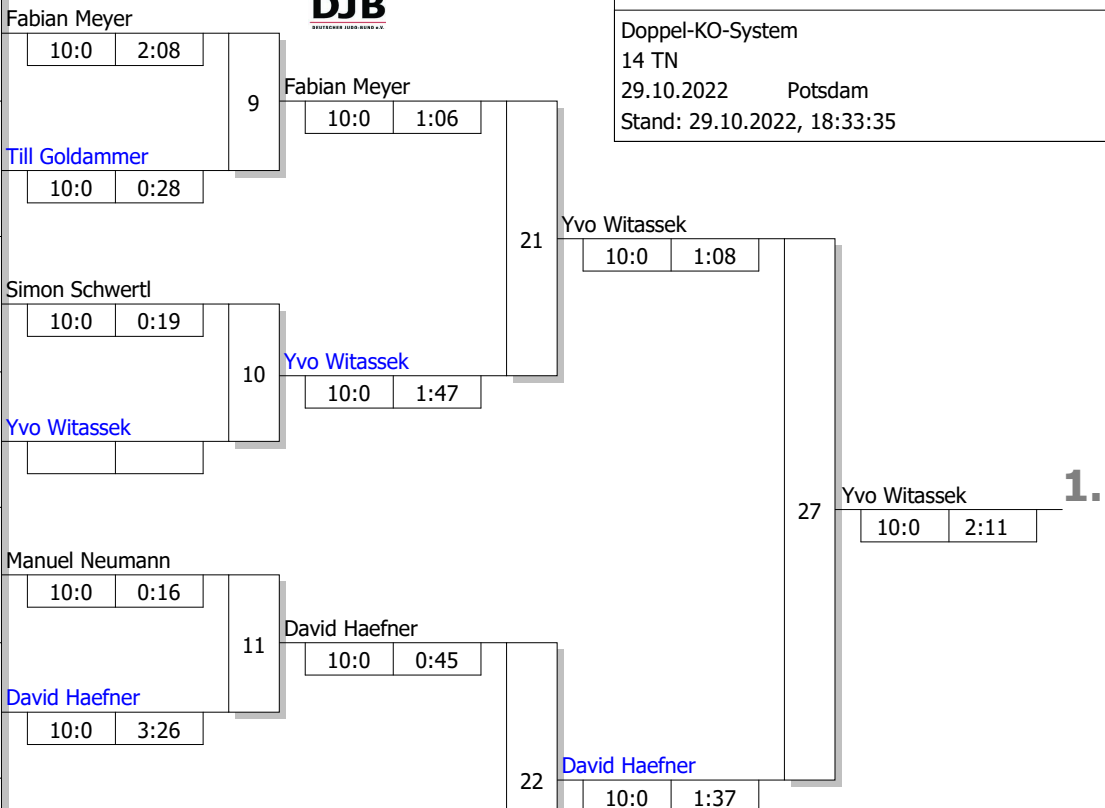 DJB
DEUTSCHER JUDO-BUND e.V.
Doppel-KO-System
14 TN
29.10.2022 Potsdam
Stand: 29.10.2022, 18:33:35
Fabian Meyer
10:0 2:08
9
Till Goldammer
10:0 0:28
Fabian Meyer
10:0 1:06
21
Simon Schwertl
10:0 0:19
10
Yvo Witassek
Yvo Witassek
10:0 1:47
Yvo Witassek
10:0 1:08
27
Yvo Witassek
10:0 2:11
1.
Manuel Neumann
10:0 0:16
11
David Haefner
10:0 3:26
David Haefner
10:0 0:45
22
David Haefner
10:0 1:37